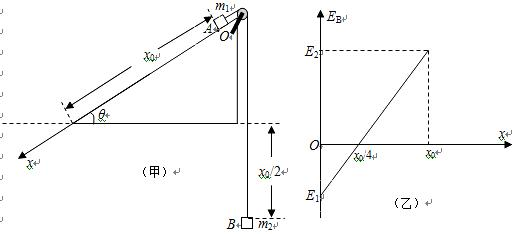 m₁
A
O
x₀
θ
x
(甲)
x₀/2
B m₂
E_B
E₂
O
x₀/4
x₀
x
E₁
(乙)